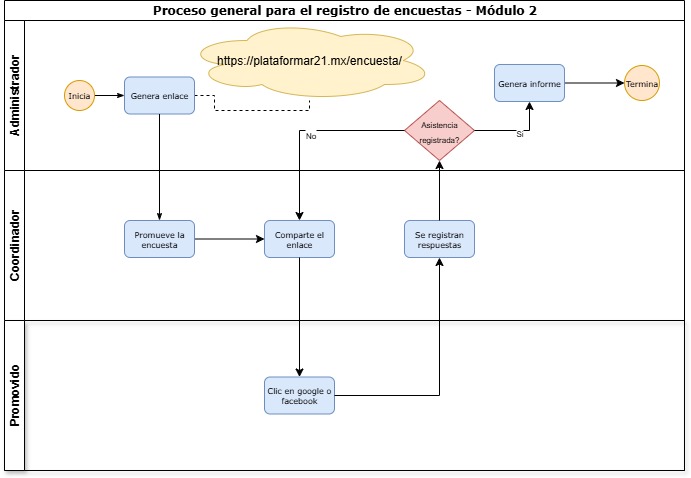 Proceso general para el registro de encuestas - Módulo 2
Administrador
Inicia
Genera enlace
https://plataformar21.mx/encuesta/
Asistencia
registrada?
No
Si
Genera informe
Termina
Coordinador
Promueve la
encuesta
Comparte el
enlace
Se registran
respuestas
Promovido
Clic en google o
facebook